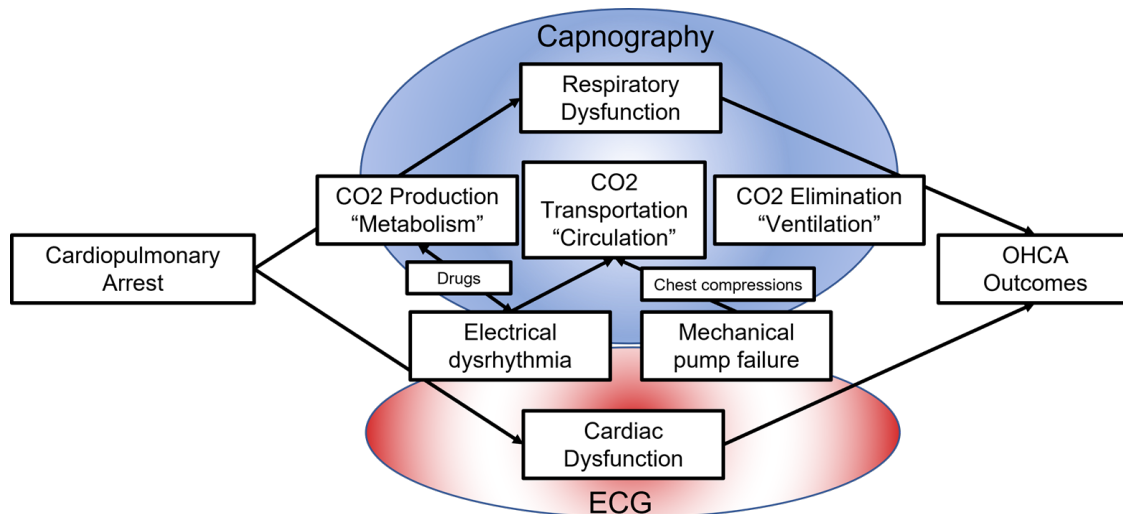 Capnography
Respiratory
Dysfunction
CO2 Production
“Metabolism”
CO2
Transportation
“Circulation”
CO2 Elimination
“Ventilation”
Cardiopulmonary
Arrest
OHCA
Outcomes
Drugs
Chest compressions
Electrical
dysrhythmia
Mechanical
pump failure
Cardiac
Dysfunction
ECG